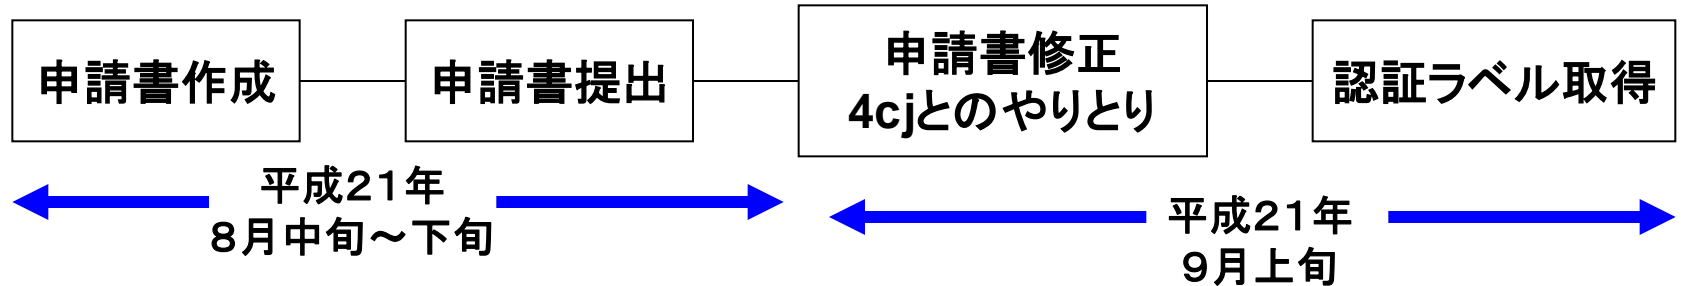 申請書作成
申請書提出
申請書修正
4cjとのやりとり
認証ラベル取得
平成２１年
８月中旬～下旬
平成２１年
９月上旬